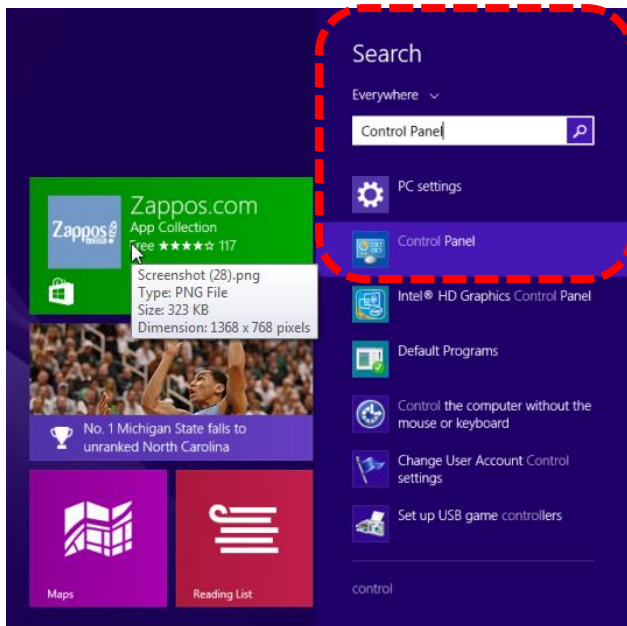 Search
Everywhere
Control Panel
PC settings
Control Panel
Intel® HD Graphics Control Panel
Default Programs
Control the computer without the
mouse or keyboard
Change User Account Control
settings
Set up USB game controllers
control
Zappos
.com
Zappos.com
App Collection
Free ★★★★☆ 117
Screenshot (28).png
Type: PNG File
Size: 323 KB
Dimension: 1368 x 768 pixels
No. 1 Michigan State falls to
unranked North Carolina
Maps
Reading List